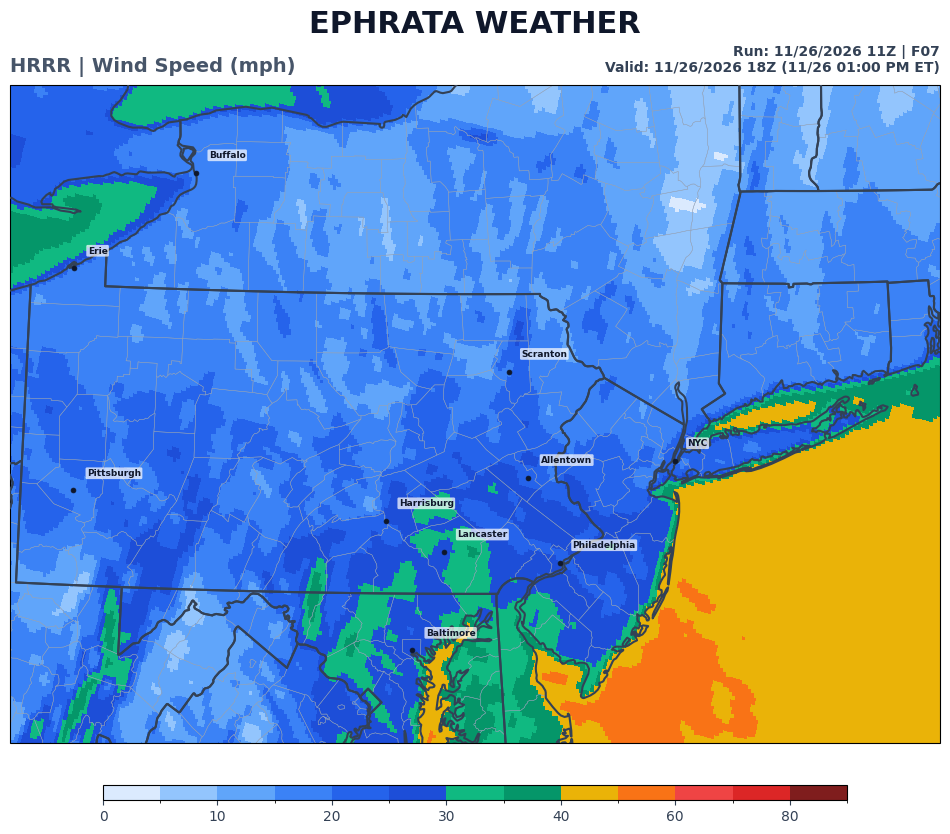 EPHRATA WEATHER
HRRR | Wind Speed (mph)
Run: 11/26/2026 11Z | F07
Valid: 11/26/2026 18Z (11/26 01:00 PM ET)
Buffalo
Erie
Scranton
NYC
Allentown
Pittsburgh
Harrisburg
Lancaster
Philadelphia
Baltimore
0 10 20 30 40 60 80